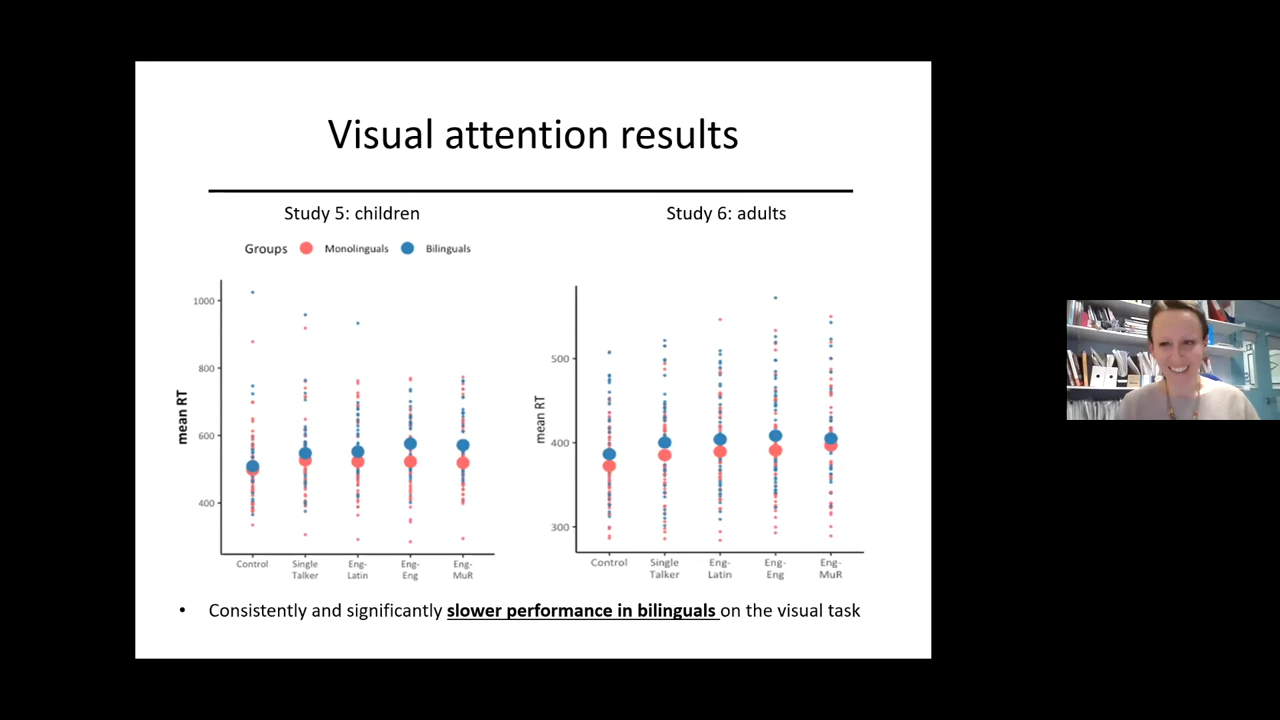 Visual attention results
Study 5: children
Study 6: adults
Groups Monolinguals Bilinguals
mean RT
1000
800
600
400
Control
Single Talker
Eng-Latin
Eng-Eng
Eng-MuR
mean RT
500
400
300
Control
Single Talker
Eng-Latin
Eng-Eng
Eng-MuR
• Consistently and significantly slower performance in bilinguals on the visual task